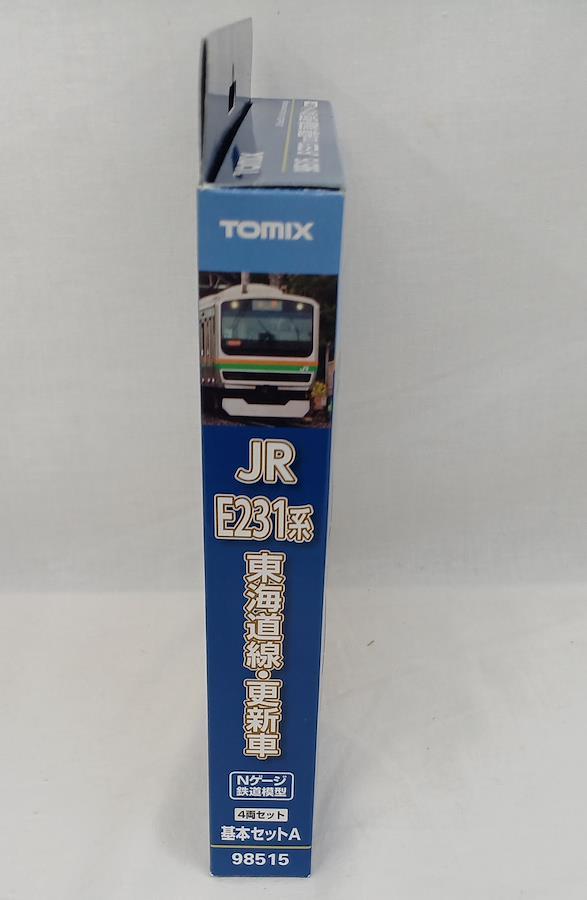 TOMIX
TOMIX
JR
E231系
東海道線・更新車
Nゲージ
鉄道模型
4両セット
基本セットA
98515